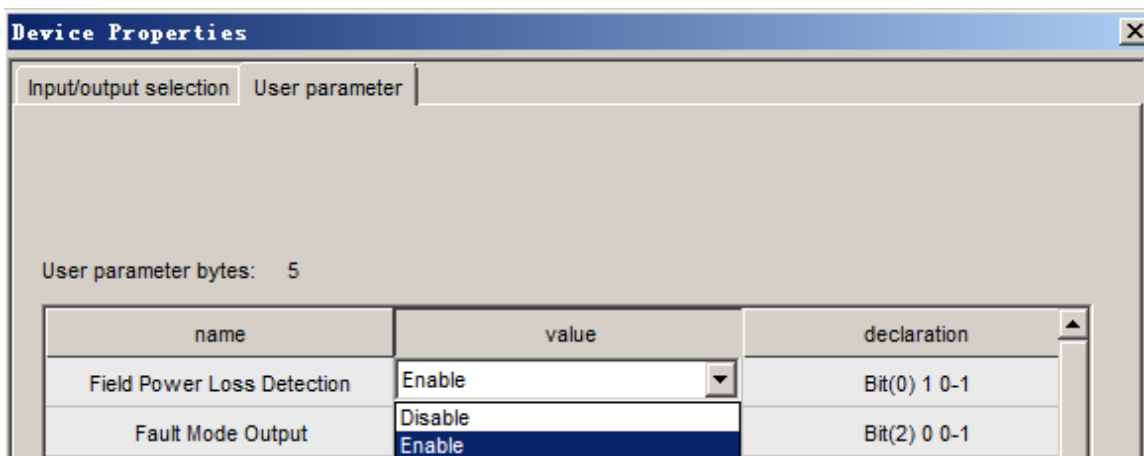 Device Properties
Input/output selection User parameter
User parameter bytes: 5
name value declaration
Field Power Loss Detection Enable Bit(0) 1 0-1
Disable
Fault Mode Output Bit(2) 0 0-1
Enable